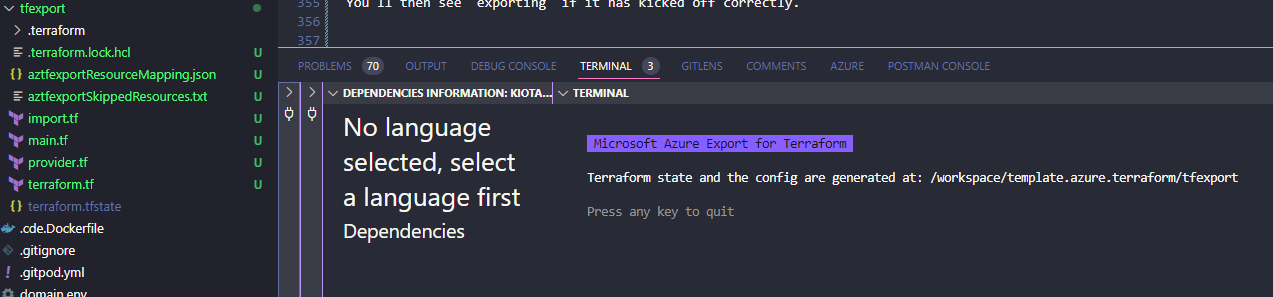 tfexport
.terraform
.terraform.lock.hcl U
aztfexportResourceMapping.json U
aztfexportSkippedResources.txt U
import.tf U
main.tf U
provider.tf U
terraform.tf U
terraform.tfstate
.cde.Dockerfile
.gitignore
.gitpod.yml
domain.env
355 You'll then see `exporting` if it has kicked off correctly.
356
357
PROBLEMS 70 OUTPUT DEBUG CONSOLE TERMINAL 3 GITLENS COMMENTS AZURE POSTMAN CONSOLE
DEPENDENCIES INFORMATION: KIOTA...
No language
selected, select
a language first
Dependencies
TERMINAL
Microsoft Azure Export for Terraform
Terraform state and the config are generated at: /workspace/template.azure.terraform/tfexport
Press any key to quit